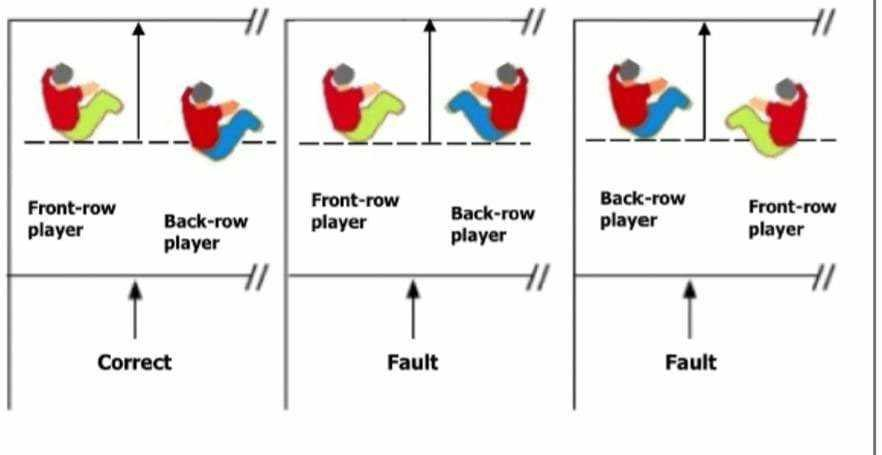 Front-row
player
Back-row
player
Correct
Front-row
player
Back-row
player
Fault
Back-row
player
Front-row
player
Fault